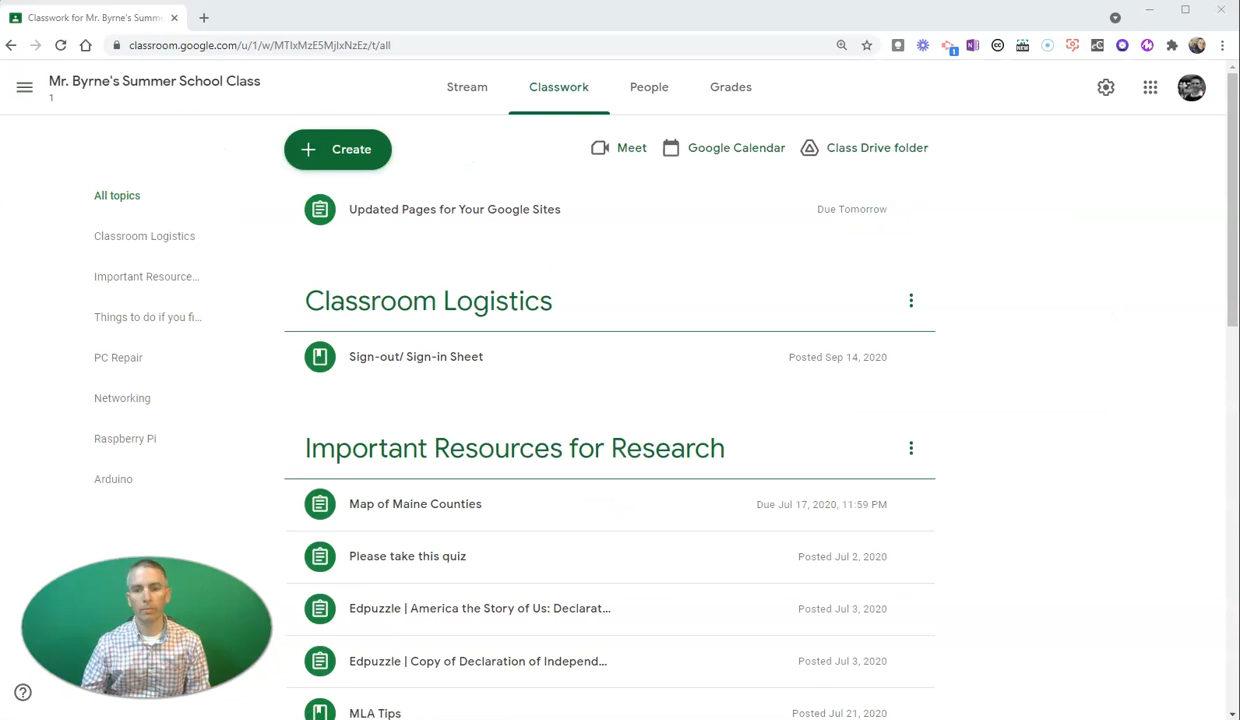 Classwork for Mr. Byrne's Summe
classroom.google.com/u/1/w/MTIxMzE5MjIxNzEz/t/all
1
CC
NEW
Mr. Byrne's Summer School Class
1
Stream
Classwork
People
Grades
Create
Meet
Google Calendar
Class Drive folder
All topics
Classroom Logistics
Important Resource...
Things to do if you fi...
PC Repair
Networking
Raspberry Pi
Arduino
Updated Pages for Your Google Sites
Due Tomorrow
Classroom Logistics
Sign-out/ Sign-in Sheet
Posted Sep 14, 2020
Important Resources for Research
Map of Maine Counties
Due Jul 17, 2020, 11:59 PM
Please take this quiz
Posted Jul 2, 2020
Edpuzzle | America the Story of Us: Declarat...
Posted Jul 3, 2020
Edpuzzle | Copy of Declaration of Independ...
Posted Jul 3, 2020
MLA Tips
Posted Jul 21, 2020